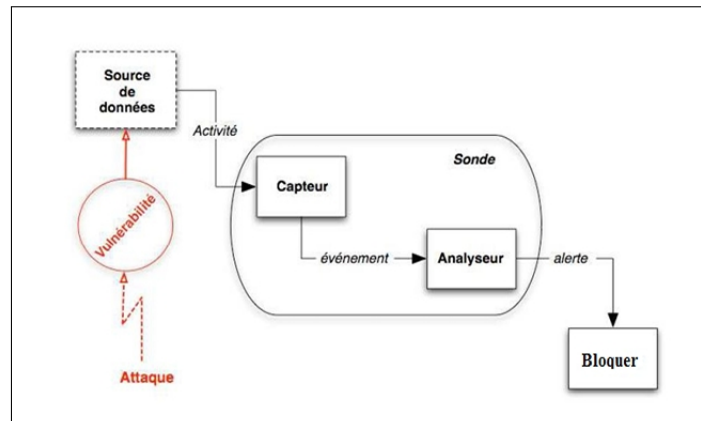 Source
de
données
Activité
Sonde
Capteur
Vulnérabilité
événement
Analyseur
alerte
Bloquer
Attaque